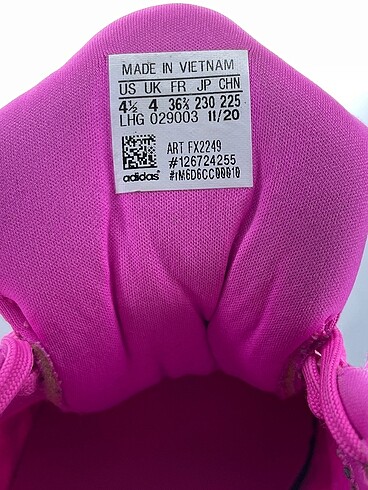 MADE IN VIETNAM
US UK FR JP CHN
4½ 4 36⅔ 230 225
LHG 029003 11/20
ART FX2249
#126724255
adidas #rM6D6CC00010